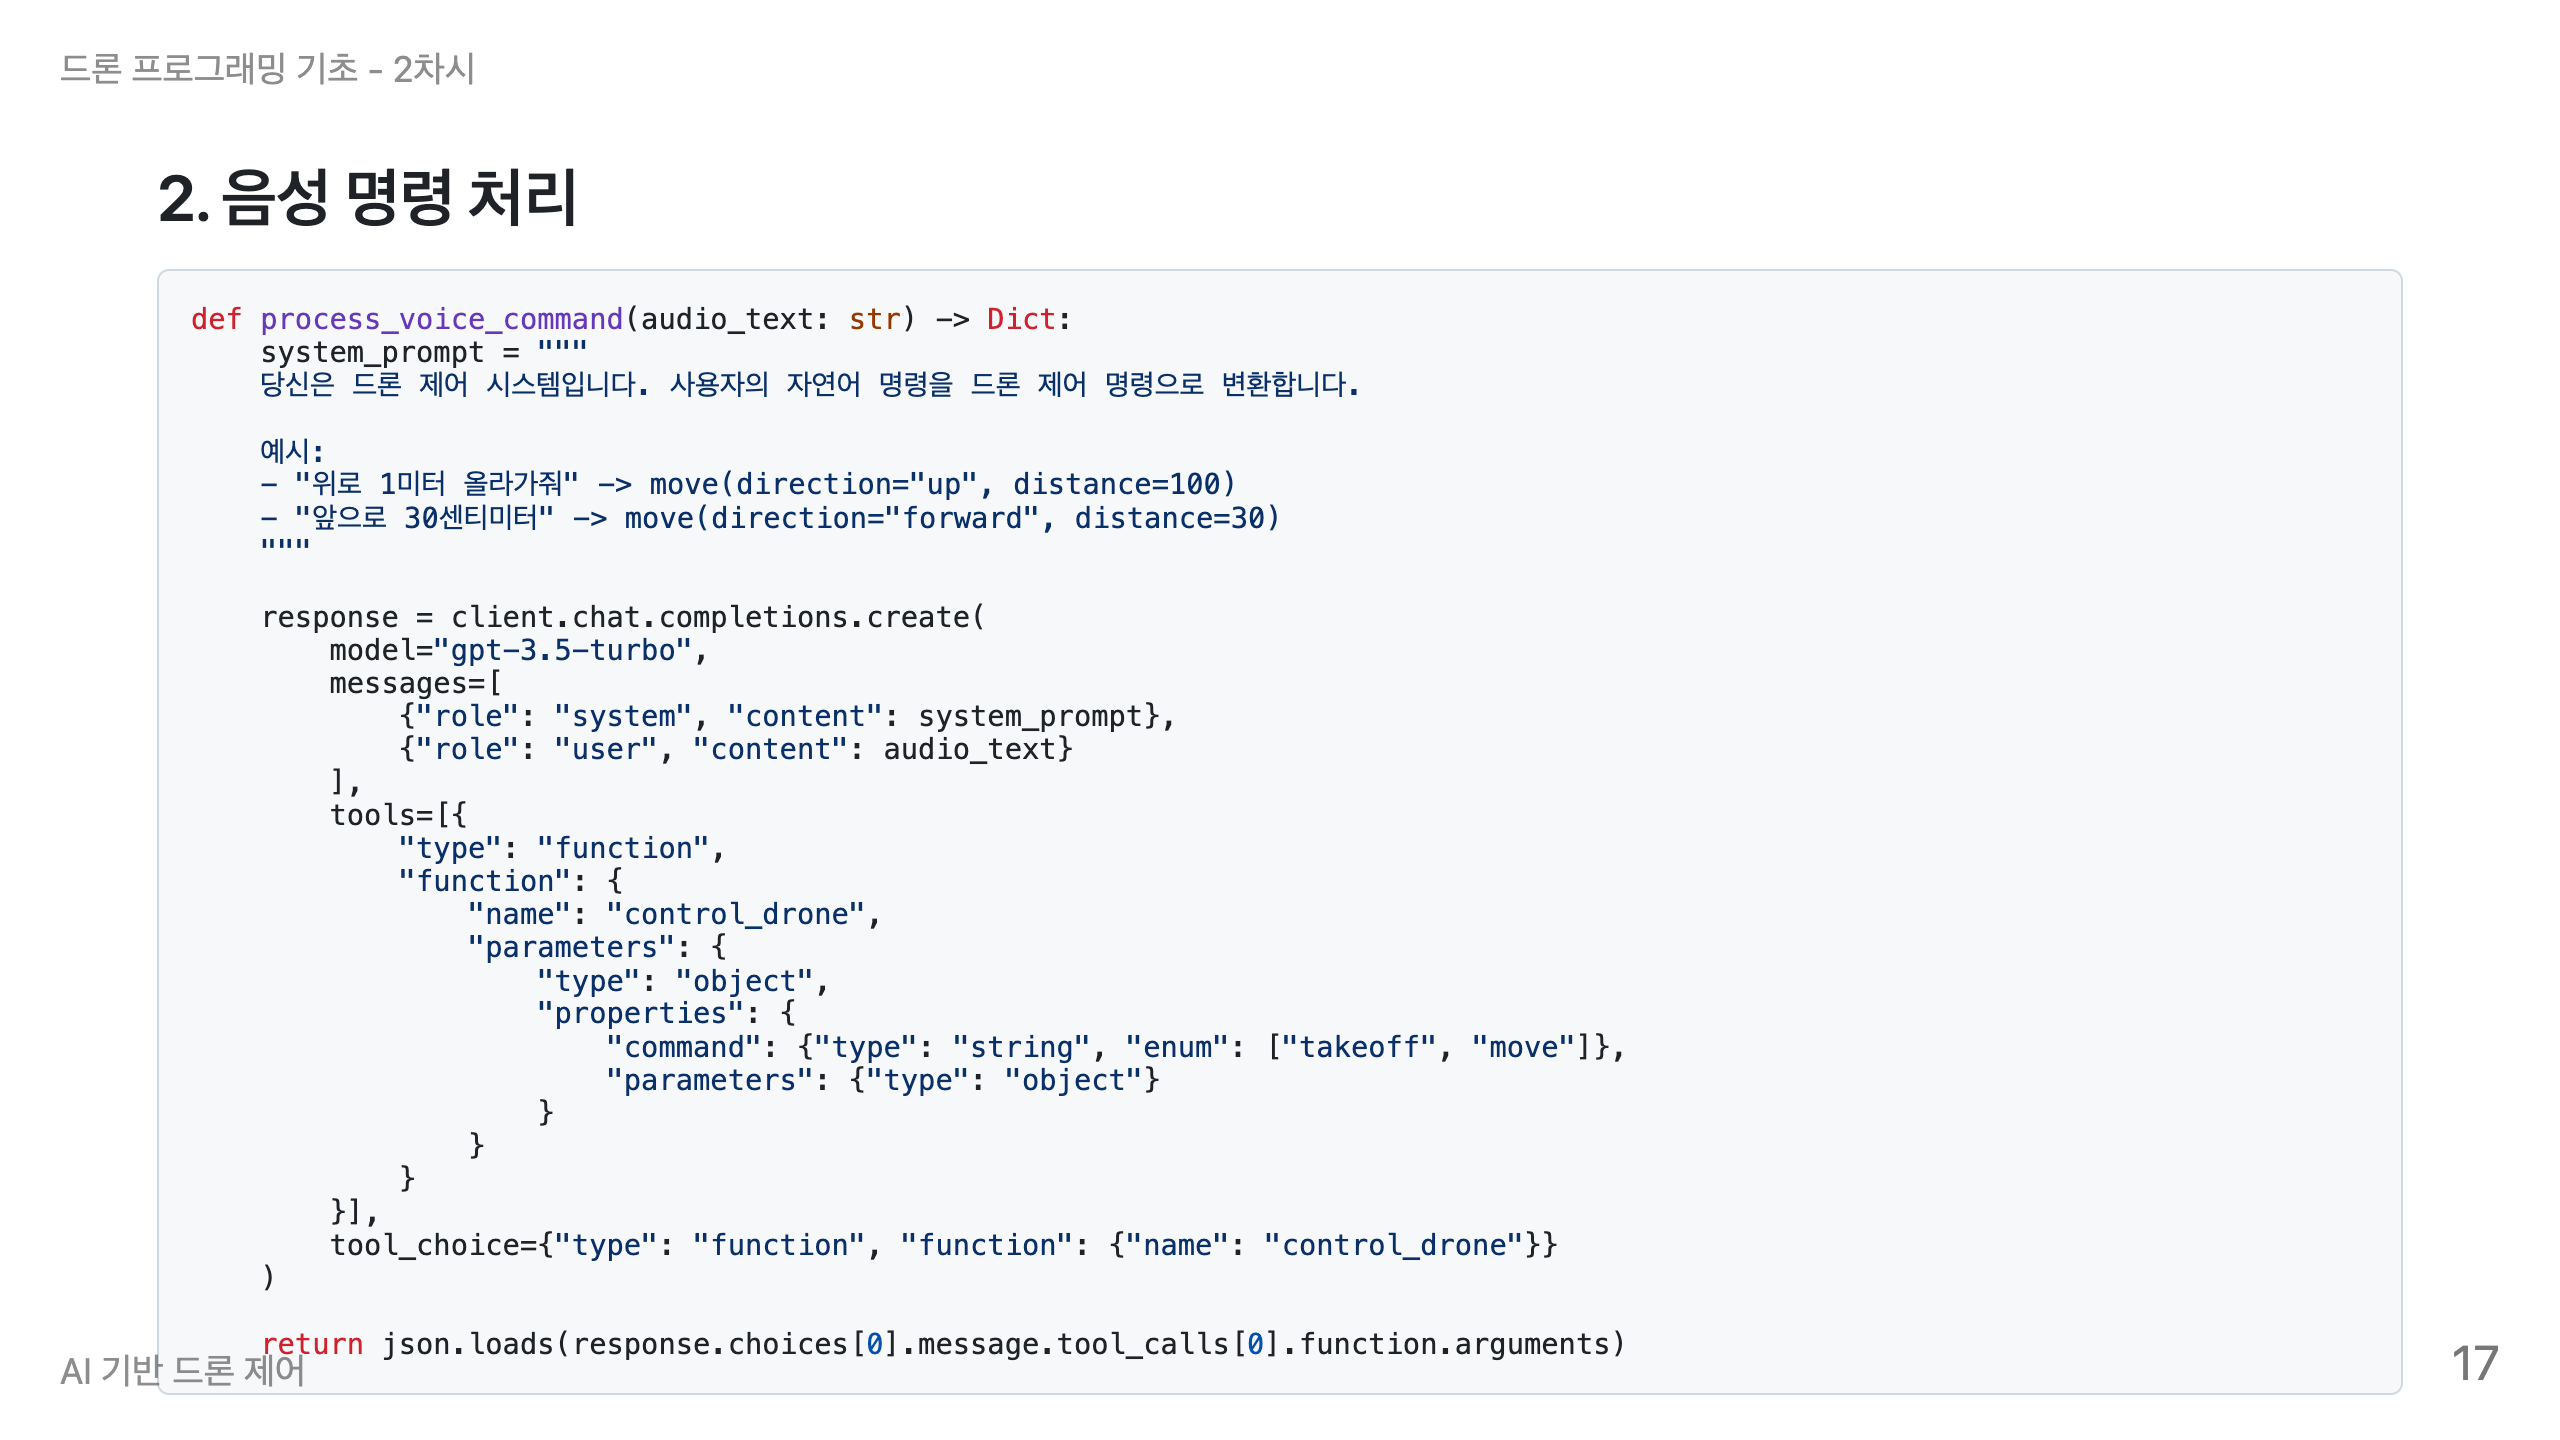 드론 프로그래밍 기초 - 2차시
2. 음성 명령 처리
def process_voice_command(audio_text: str) -> Dict:
    system_prompt = """
    당신은 드론 제어 시스템입니다. 사용자의 자연어 명령을 드론 제어 명령으로 변환합니다.

    예시:
    - "위로 1미터 올라가줘" -> move(direction="up", distance=100)
    - "앞으로 30센티미터" -> move(direction="forward", distance=30)
    """

    response = client.chat.completions.create(
        model="gpt-3.5-turbo",
        messages=[
            {"role": "system", "content": system_prompt},
            {"role": "user", "content": audio_text}
        ],
        tools=[{
            "type": "function",
            "function": {
                "name": "control_drone",
                "parameters": {
                    "type": "object",
                    "properties": {
                        "command": {"type": "string", "enum": ["takeoff", "move"]},
                        "parameters": {"type": "object"}
                    }
                }
            }
        }],
        tool_choice={"type": "function", "function": {"name": "control_drone"}}
    )

    return json.loads(response.choices[0].message.tool_calls[0].function.arguments)
AI 기반 드론 제어
17